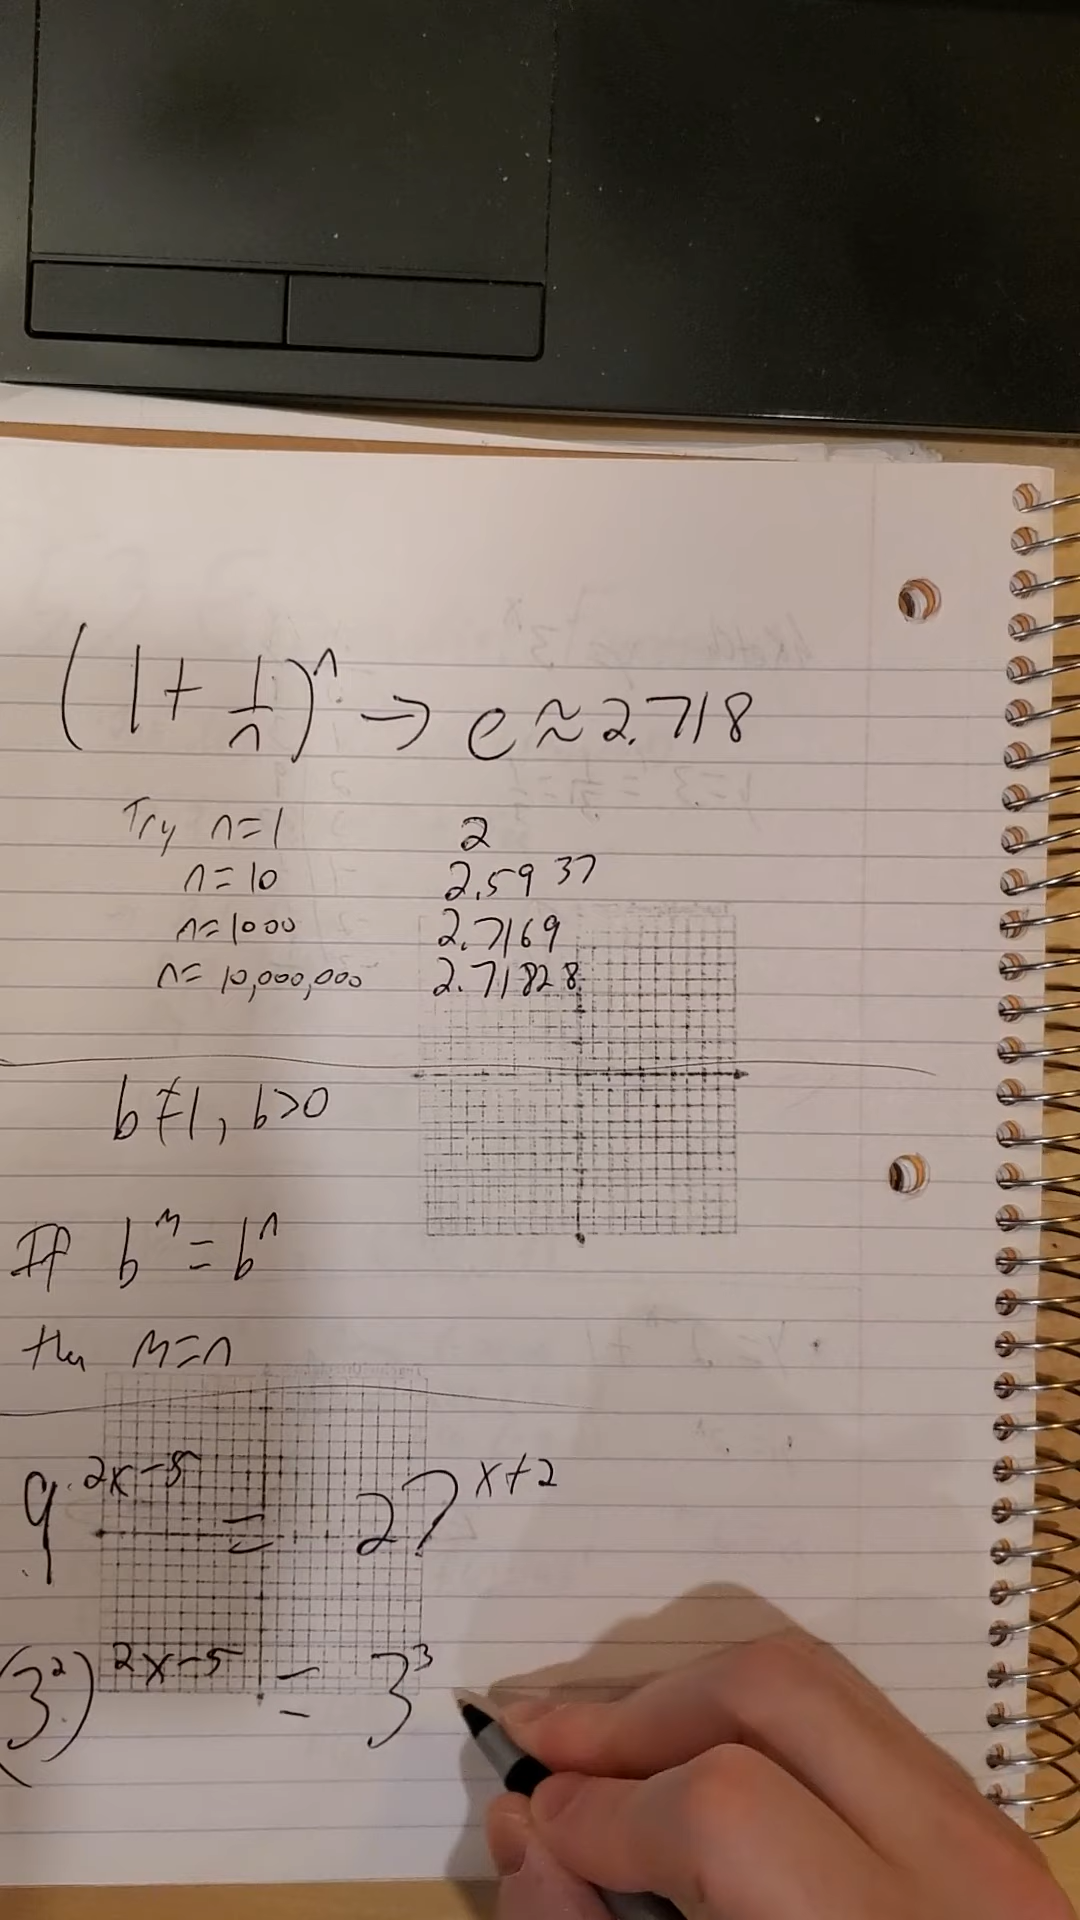 (1 + 1/n)^n → e ≈ 2.718
Try n=1 2
n=10 2.5937
n=1000 2.7169
n=10,000,000 2.71828
b≠1, b>0
If b^m = b^n
then m=n
9^(2x-5) = 27^(x+2)
(3^2)^(2x-5) = 3^3